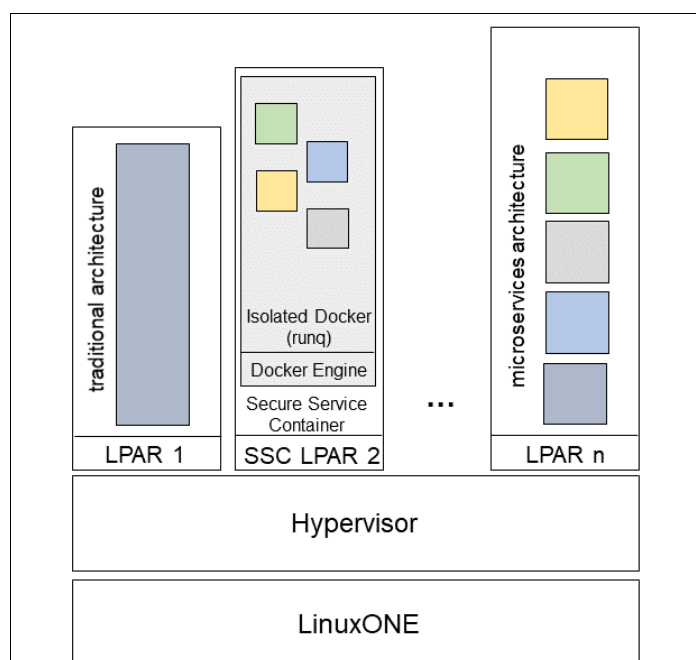 traditional architecture
LPAR 1
Isolated Docker
(runq)
Docker Engine
Secure Service
Container
SSC LPAR 2
...
microservices architecture
LPAR n
Hypervisor
LinuxONE